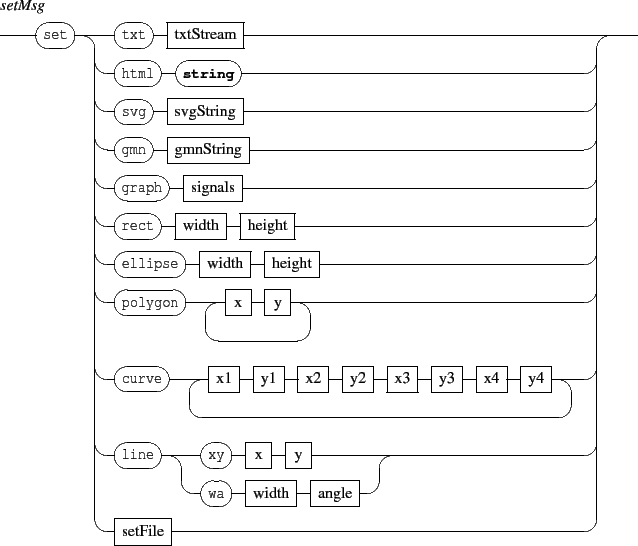 setMsg
set txt txtStream
html string
svg svgString
gmn gmnString
graph signals
rect width height
ellipse width height
polygon x y
curve x1 y1 x2 y2 x3 y3 x4 y4
line xy x y
wa width angle
setFile